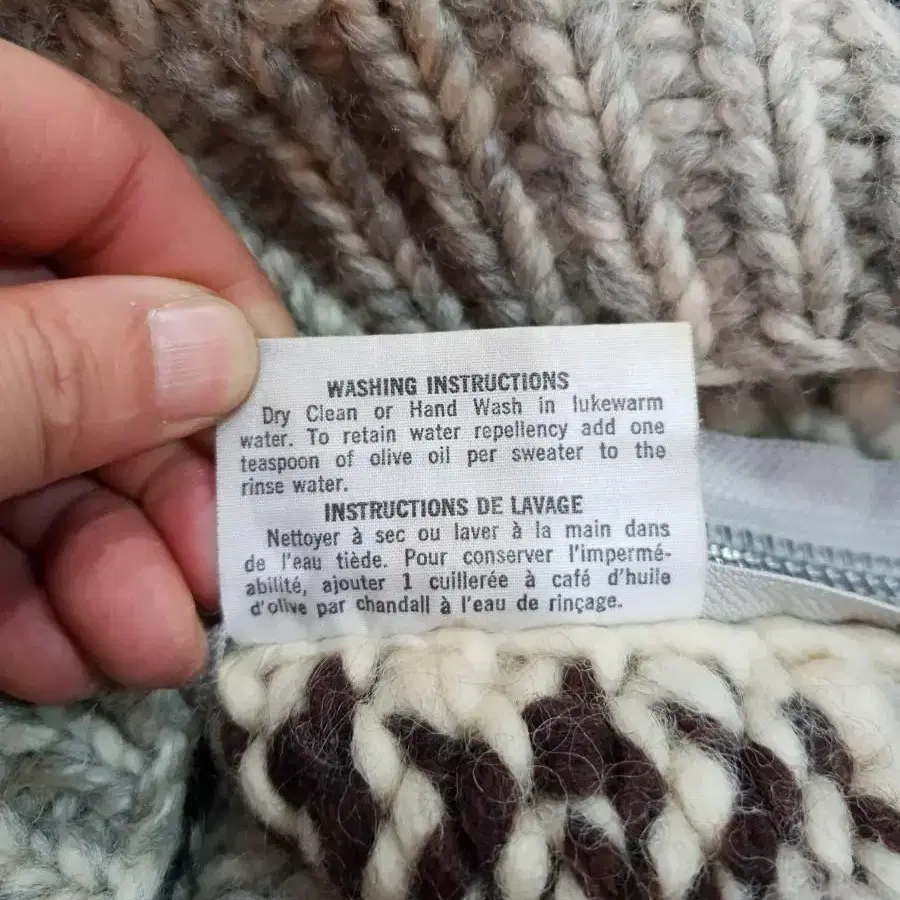 WASHING INSTRUCTIONS
Dry Clean or Hand Wash in lukewarm
water. To retain water repellency add one
teaspoon of olive oil per sweater to the
rinse water.
INSTRUCTIONS DE LAVAGE
Nettoyer à sec ou laver à la main dans
de l'eau tiède. Pour conserver l'impermé-
abilité, ajouter 1 cuillerée à café d'huile
d'olive par chandall à l'eau de rinçage.